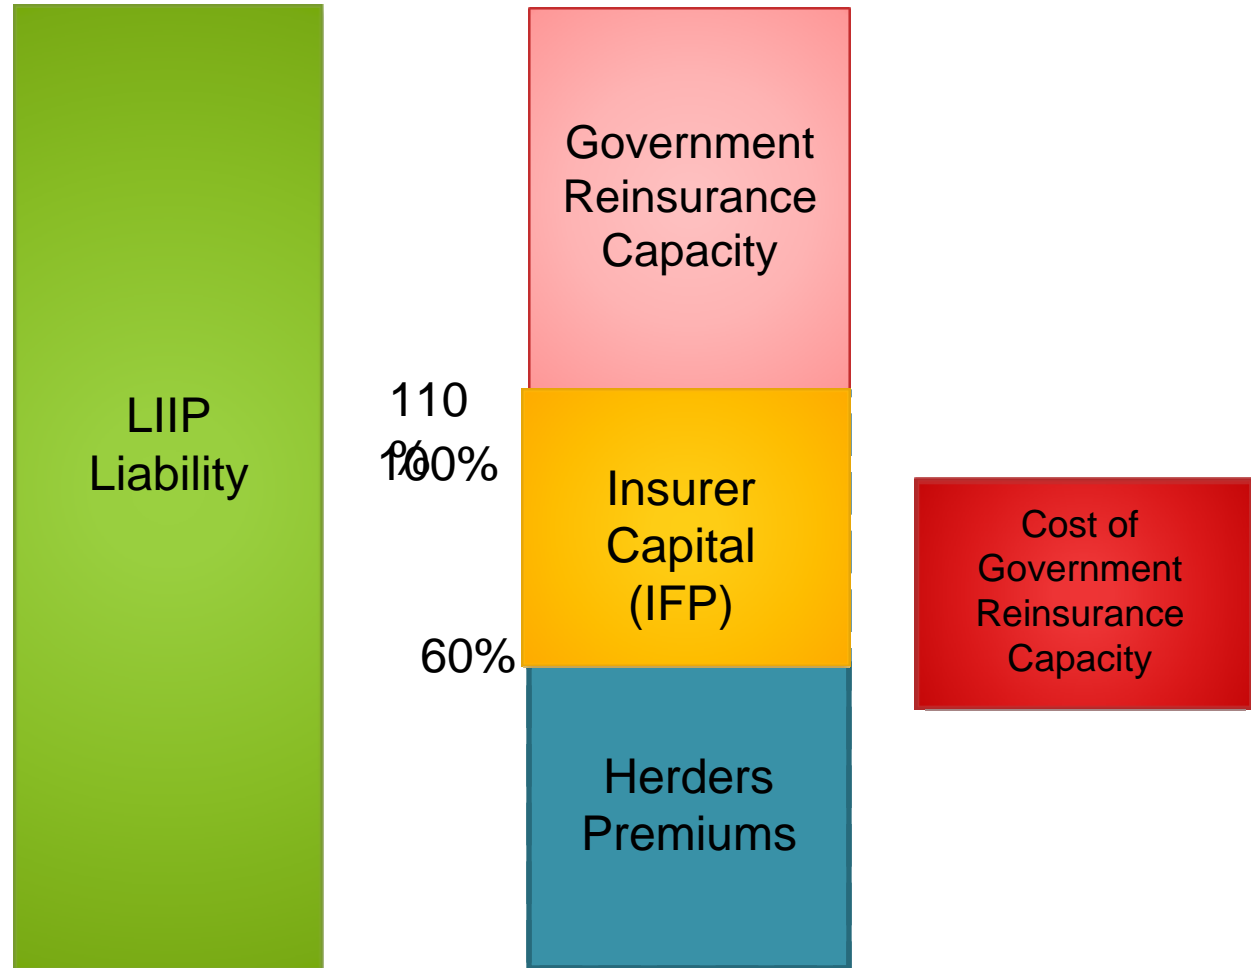 LIIP
Liability
Government
Reinsurance
Capacity
110
%
100%
Insurer
Capital
(IFP)
60%
Herders
Premiums
Cost of
Government
Reinsurance
Capacity